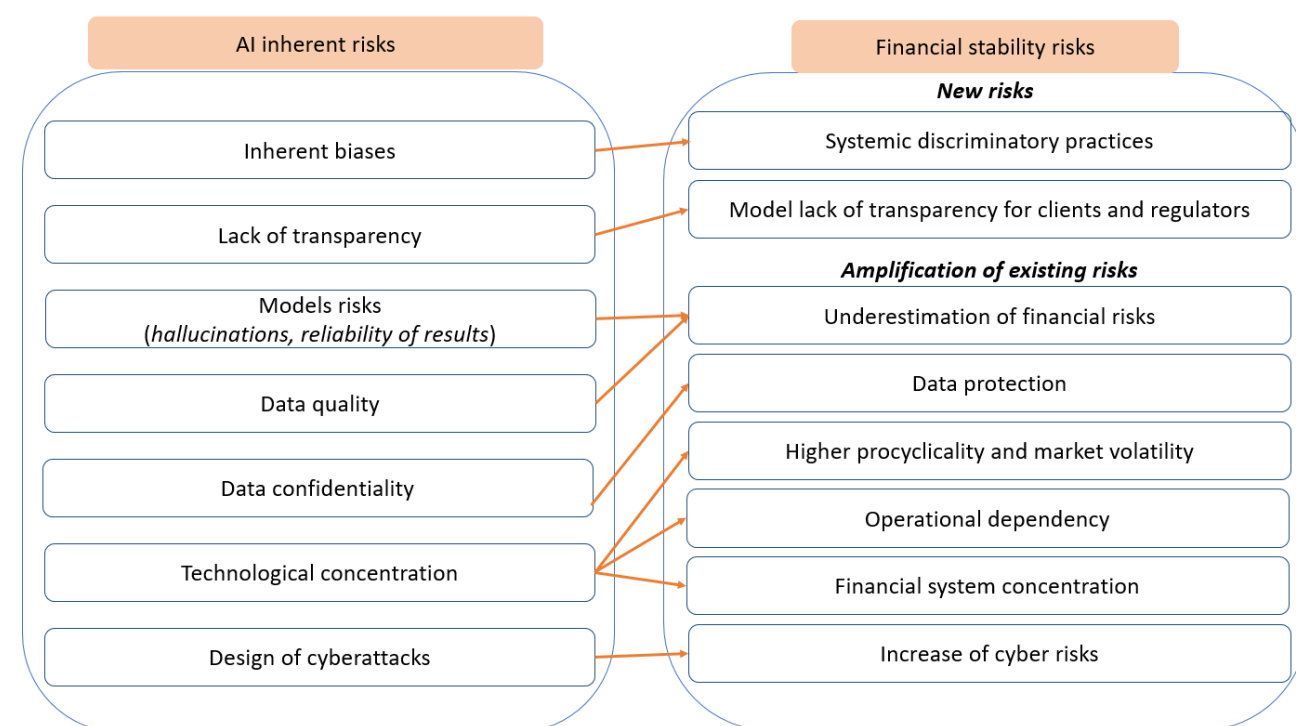 AI inherent risks
Inherent biases
Lack of transparency
Models risks
(hallucinations, reliability of results)
Data quality
Data confidentiality
Technological concentration
Design of cyberattacks
Financial stability risks
New risks
Systemic discriminatory practices
Model lack of transparency for clients and regulators
Amplification of existing risks
Underestimation of financial risks
Data protection
Higher procyclicality and market volatility
Operational dependency
Financial system concentration
Increase of cyber risks